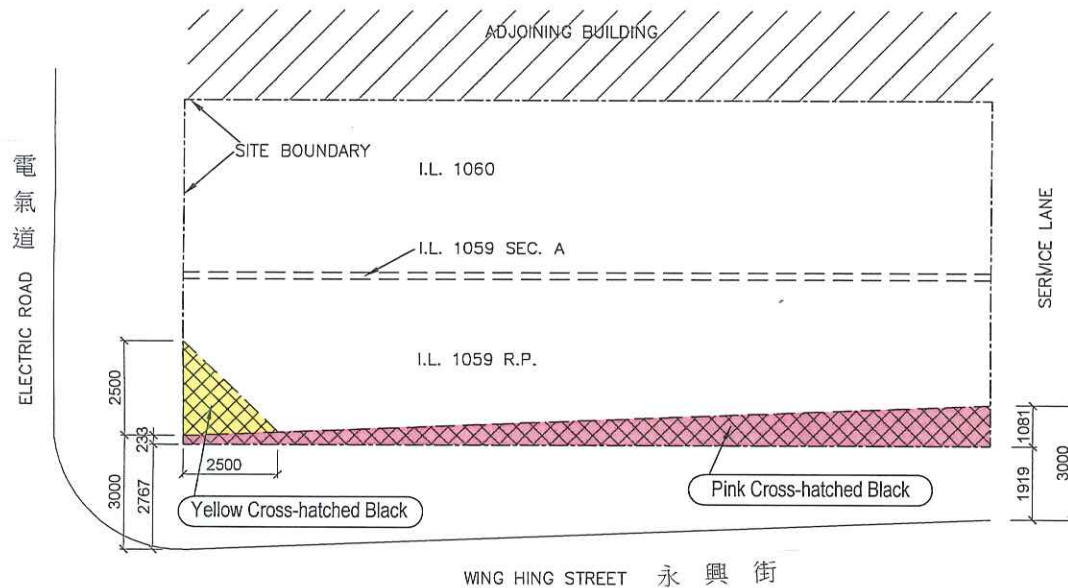 ADJOINING BUILDING
SITE BOUNDARY
I.L. 1060
電氣道
ELECTRIC ROAD
I.L. 1059 SEC. A
SERVICE LANE
I.L. 1059 R.P.
2500
233
1081
2500
3000
2767
Yellow Cross-hatched Black
Pink Cross-hatched Black
1919
3000
WING HING STREET 永興街